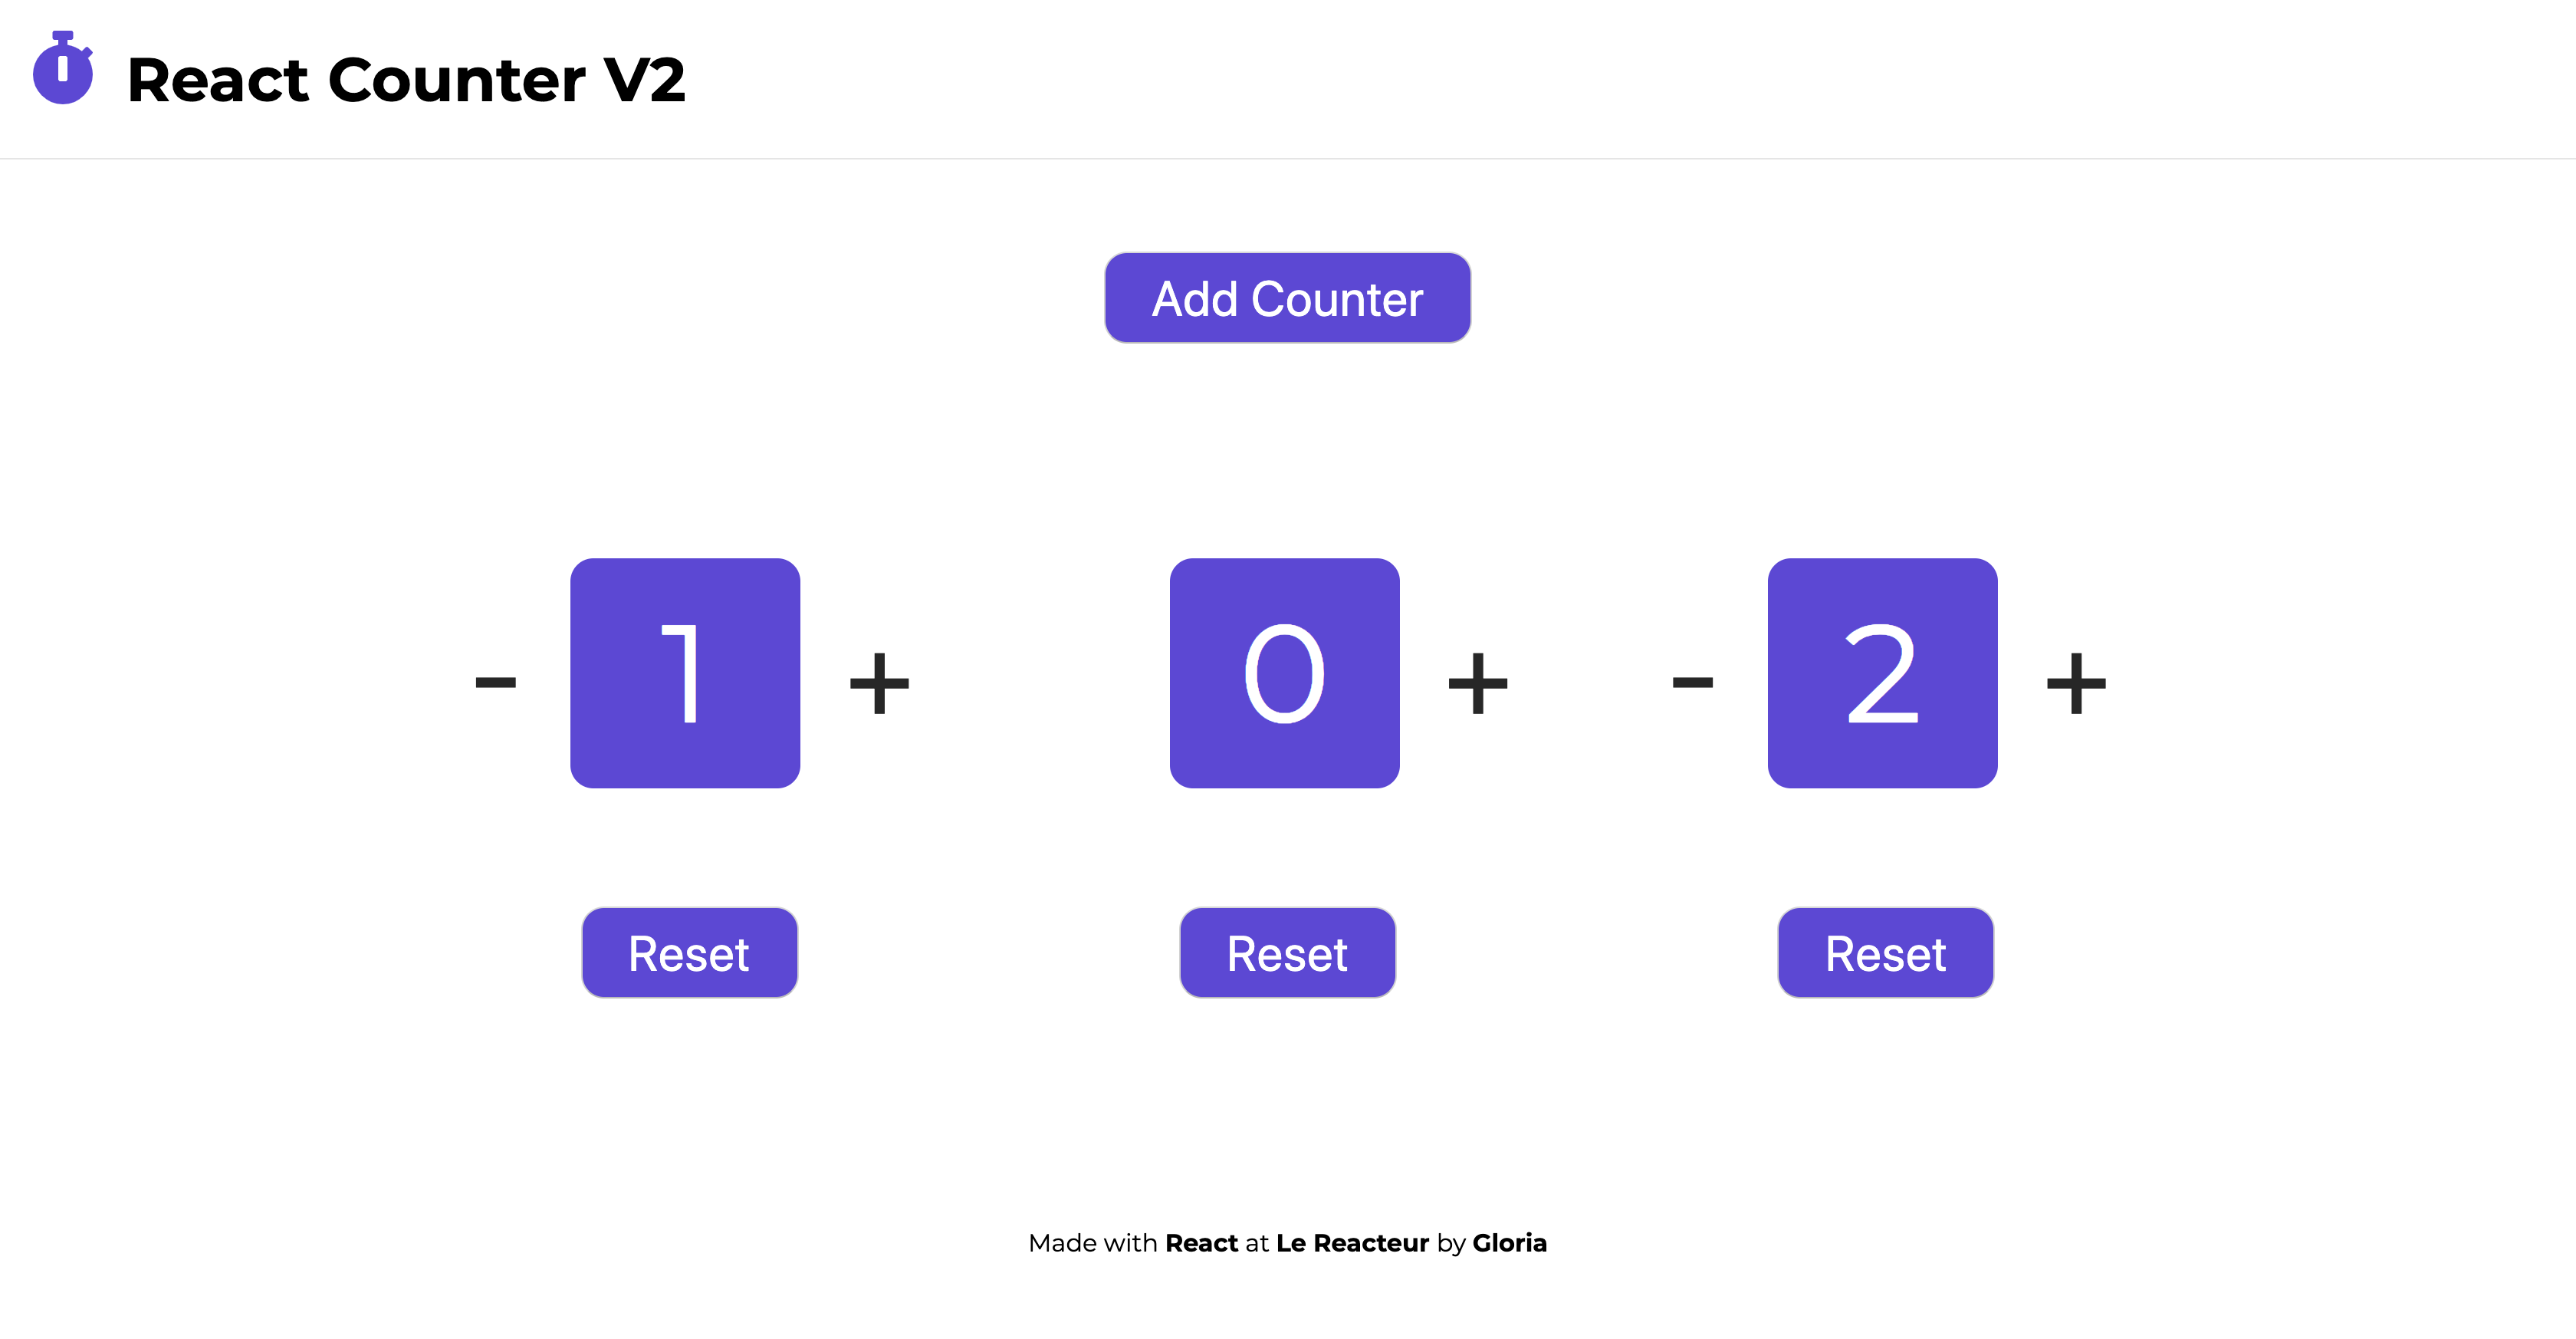 React Counter V2
Add Counter
- 1 + 0 + - 2 +
Reset Reset Reset
Made with React at Le Reacteur by Gloria